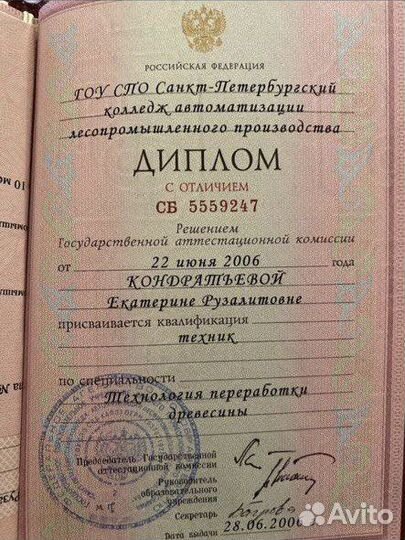 РОССИЙСКАЯ ФЕДЕРАЦИЯ
ГОУ СПО Санкт-Петербургский
колледж автоматизации
лесопромышленного производства
ДИПЛОМ
С ОТЛИЧИЕМ
СБ 5559247
Решением
Государственной аттестационной комиссии
от 22 июня 2006 года
КОНДРАТЬЕВОЙ
Екатерине Рузалитовне
присваивается квалификация
техник
по специальности
Технология переработки
древесины
Председатель Государственной
аттестационной комиссии
Руководитель
образовательного
учреждения
Секретарь
Дата выдачи 28.06.2006
Avito